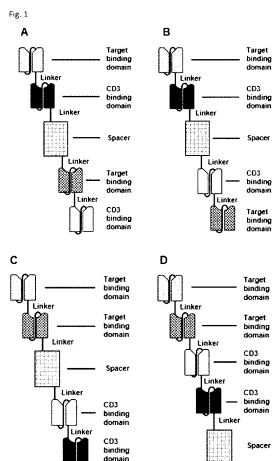 Fig. 1
A
Target
binding
domain
Linker
CD3
binding
domain
Linker
Spacer
Linker
Target
binding
domain
Linker
CD3
binding
domain
B
Target
binding
domain
Linker
CD3
binding
domain
Linker
Spacer
Linker
CD3
binding
domain
Linker
Target
binding
domain
C
Target
binding
domain
Linker
Target
binding
domain
Linker
Spacer
Linker
CD3
binding
domain
Linker
CD3
binding
domain
D
Target
binding
domain
Linker
Target
binding
domain
Linker
CD3
binding
domain
Linker
CD3
binding
domain
Linker
Spacer